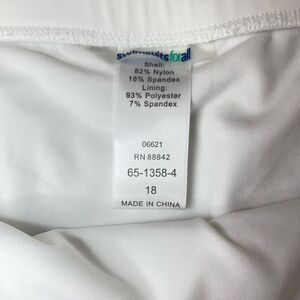 swimsuitsforall
Shell:
82% Nylon
18% Spandex
Lining:
93% Polyester
7% Spandex
06621
RN 88842
65-1358-4
18
MADE IN CHINA